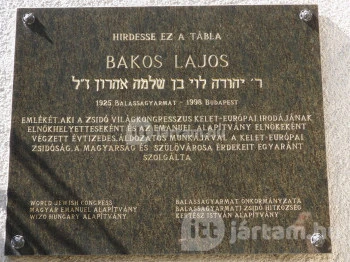 HIRDESSE EZ A TÁBLA
BAKOS LAJOS
ר׳ יהודה לוי בן שלמה אהרון ז״ל
1925 BALASSAGYARMAT - 1998 BUDAPEST
EMLÉKÉT, AKI A ZSIDÓ VILÁGKONGRESSZUS KELET-EURÓPAI IRODÁJÁNAK
ELNÖKHELYETTESEKÉNT ÉS AZ EMANUEL ALAPÍTVÁNY ELNÖKEKÉNT
VÉGZETT ÉVTIZEDES, ÁLDOZATOS MUNKÁJÁVAL A KELET-EURÓPAI
ZSIDÓSÁG, A MAGYARSÁG ÉS SZÜLŐVÁROSA ÉRDEKEIT EGYARÁNT
SZOLGÁLTA
WORLD JEWISH CONGRESS
MAGYAR EMANUEL ALAPÍTVÁNY
WIZO HUNGARY ALAPÍTVÁNY
BALASSAGYARMAT ÖNKORMÁNYZATA
BALASSAGYARMATI ZSIDÓ HITKÖZSÉG
KERTÉSZ ISTVÁN ALAPÍTVÁNY
itt jártam.hu